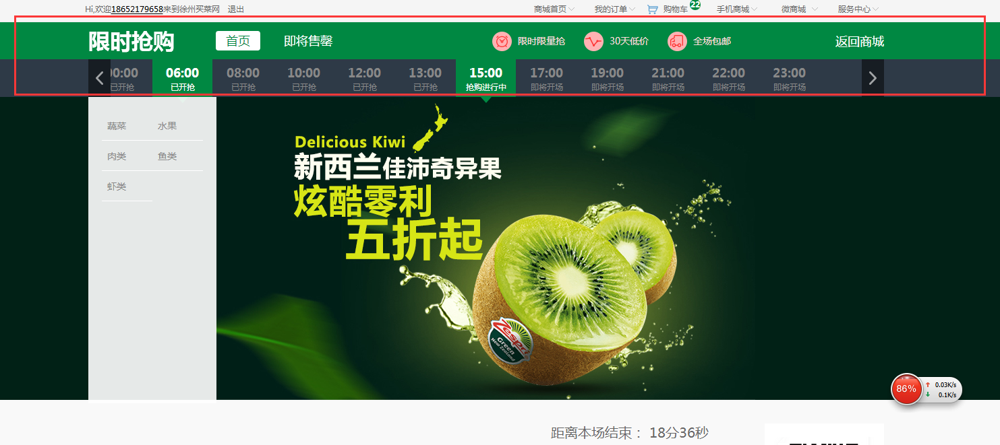 Hi,欢迎18652179658来到徐州买菜网 退出
商城首页 我的订单 购物车 22 手机商城 微商城 服务中心
限时抢购 首页 即将售罄 限时限量抢 30天低价 全场包邮 返回商城
00:00 06:00 08:00 10:00 12:00 13:00 15:00 17:00 19:00 21:00 22:00 23:00
已开抢 已开抢 已开抢 已开抢 已开抢 已开抢 抢购进行中 即将开场 即将开场 即将开场 即将开场 即将开场
蔬菜 水果
肉类 鱼类
虾类
Delicious Kiwi
新西兰佳沛奇异果
炫酷零利
五折起
Zespri
Green
New Zealand
86%
0.03K/s
0.1K/s
距离本场结束： 18分36秒